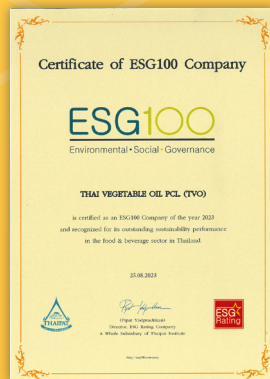 Certificate of ESG100 Company
ESG100
Environmental • Social • Governance
THAI VEGETABLE OIL PCL. (TVO)
is certified as an ESG100 Company of the year 2023
and recognized for its outstanding sustainability performance
in the food & beverage sector in Thailand
25.08.2023
Director, ESG Rating Company
A Whole Subsidiary of Thaipat Institute
THAIPAT
ESG
Rating